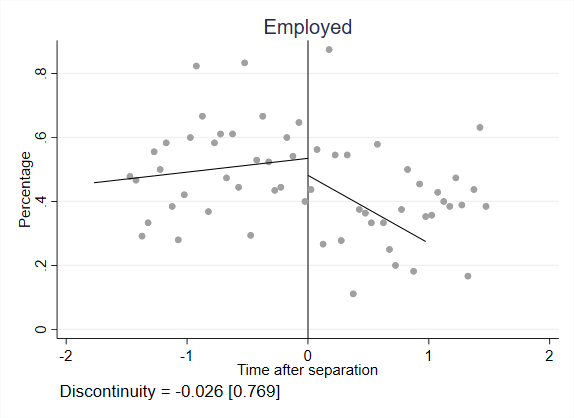 Employed
Percentage
.8
.6
.4
.2
0
-2 -1 0 1 2
Time after separation
Discontinuity = -0.026 [0.769]